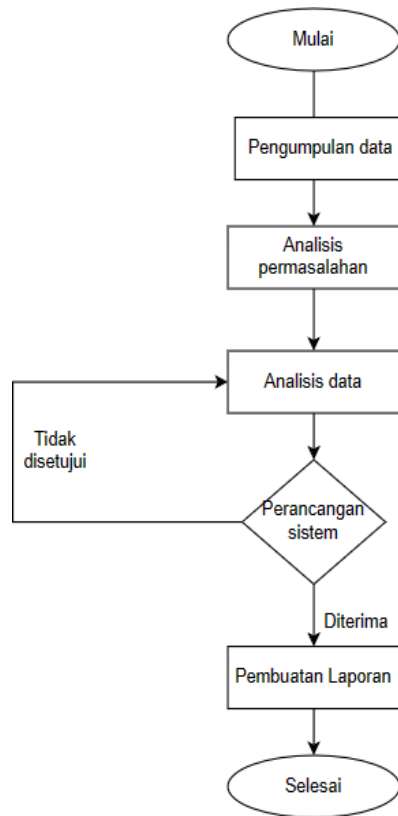 Mulai
Pengumpulan data
Analisis
permasalahan
Analisis data
Tidak
disetujui
Perancangan
sistem
Diterima
Pembuatan Laporan
Selesai